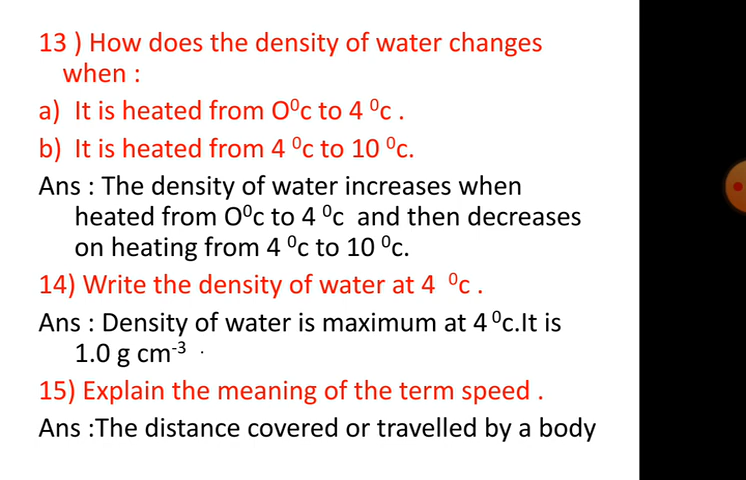 13 ) How does the density of water changes
when :
a) It is heated from O⁰c to 4 ⁰c .
b) It is heated from 4 ⁰c to 10 ⁰c.
Ans : The density of water increases when
heated from O⁰c to 4 ⁰c and then decreases
on heating from 4 ⁰c to 10 ⁰c.
14) Write the density of water at 4 ⁰c .
Ans : Density of water is maximum at 4 ⁰c.It is
1.0 g cm⁻³ .
15) Explain the meaning of the term speed .
Ans :The distance covered or travelled by a body